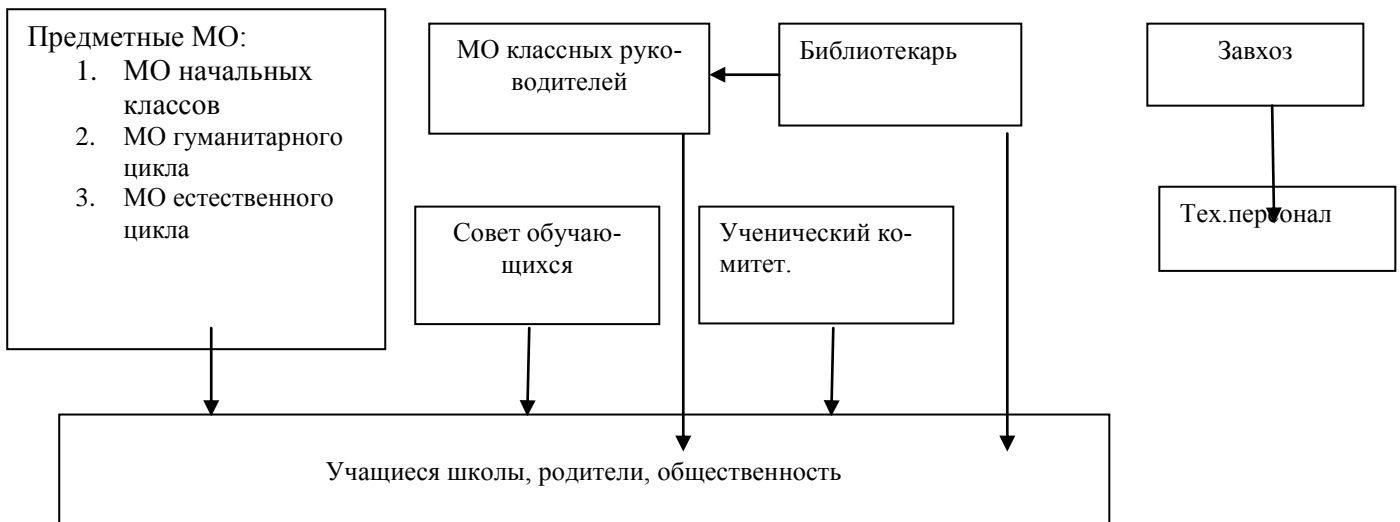 Предметные МО:
1. МО начальных
классов
2. МО гуманитарного
цикла
3. МО естественного
цикла
МО классных руко-
водителей
Библиотекарь
Завхоз
Совет обучаю-
щихся
Ученический ко-
митет.
Тех.персонал
Учащиеся школы, родители, общественность